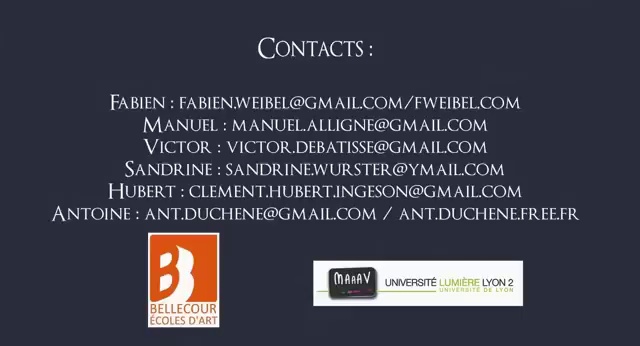 Contacts :
Fabien : fabien.weibel@gmail.com/fweibel.com
Manuel : manuel.alligne@gmail.com
Victor : victor.debatisse@gmail.com
Sandrine : sandrine.wurster@ymail.com
Hubert : clement.hubert.ingeson@gmail.com
Antoine : ant.duchene@gmail.com / ant.duchene.free.fr
B
BELLECOUR
ÉCOLES D'ART
MAAAV
UNIVERSITÉ LUMIÈRE LYON 2
UNIVERSITÉ DE LYON